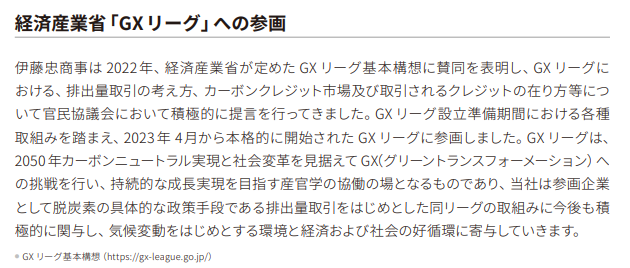 経済産業省「GXリーグ」への参画
伊藤忠商事は2022年、経済産業省が定めたGXリーグ基本構想に賛同を表明し、GXリーグに
おける、排出量取引の考え方、カーボンクレジット市場及び取引されるクレジットの在り方等につ
いて官民協議会において積極的に提言を行ってきました。GXリーグ設立準備期間における各種
取組みを踏まえ、2023年4月から本格的に開始されたGXリーグに参画しました。GXリーグは、
2050年カーボンニュートラル実現と社会変革を見据えてGX(グリーントランスフォーメーション)へ
の挑戦を行い、持続的な成長実現を目指す産官学の協働の場となるものであり、当社は参画企業
として脱炭素の具体的な政策手段である排出量取引をはじめとした同リーグの取組みに今後も積
極的に関与し、気候変動をはじめとする環境と経済および社会の好循環に寄与していきます。
* GXリーグ基本構想(https://gx-league.go.jp/)